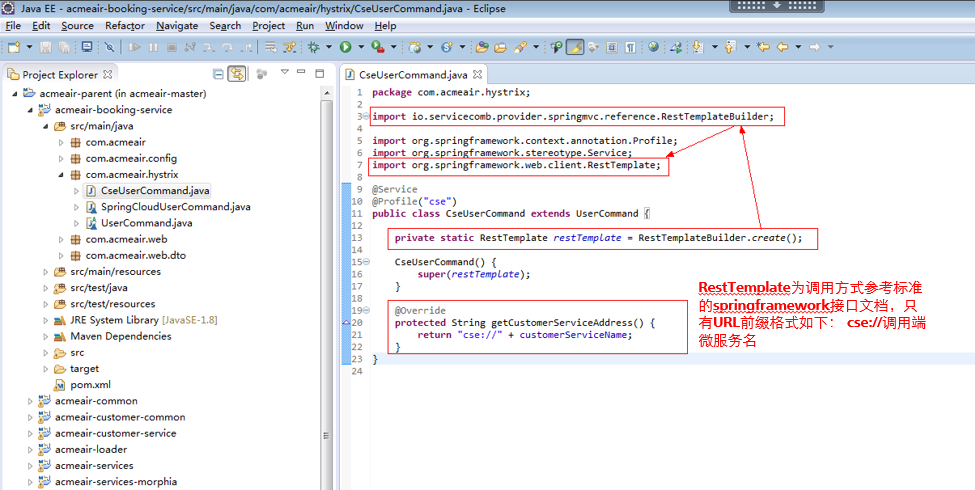 Java EE - acmeair-booking-service/src/main/java/com/acmeair/hystrix/CseUserCommand.java - Eclipse
File Edit Source Refactor Navigate Search Project Run Window Help
Project Explorer
acmeair-parent (in acmeair-master)
acmeair-booking-service
src/main/java
com.acmeair
com.acmeair.config
com.acmeair.hystrix
CseUserCommand.java
SpringCloudUserCommand.java
UserCommand.java
com.acmeair.web
com.acmeair.web.dto
src/main/resources
src/test/java
src/test/resources
JRE System Library [JavaSE-1.8]
Maven Dependencies
src
target
pom.xml
acmeair-common
acmeair-customer-common
acmeair-customer-service
acmeair-loader
acmeair-services
acmeair-services-morphia
CseUserCommand.java
1 package com.acmeair.hystrix;
2
3 import io.servicecomb.provider.springmvc.reference.RestTemplateBuilder;
4
5 import org.springframework.context.annotation.Profile;
6 import org.springframework.stereotype.Service;
7 import org.springframework.web.client.RestTemplate;
8
9 @Service
10 @Profile("cse")
11 public class CseUserCommand extends UserCommand {
12
13 private static RestTemplate restTemplate = RestTemplateBuilder.create();
14
15 CseUserCommand() {
16 super(restTemplate);
17 }
18
19 @Override
20 protected String getCustomerServiceAddress() {
21 return "cse://" + customerServiceName;
22 }
23 }
24
RestTemplate为调用方式参考标准
的springframework接口文档，只
有URL前缀格式如下： cse://调用端
微服务名